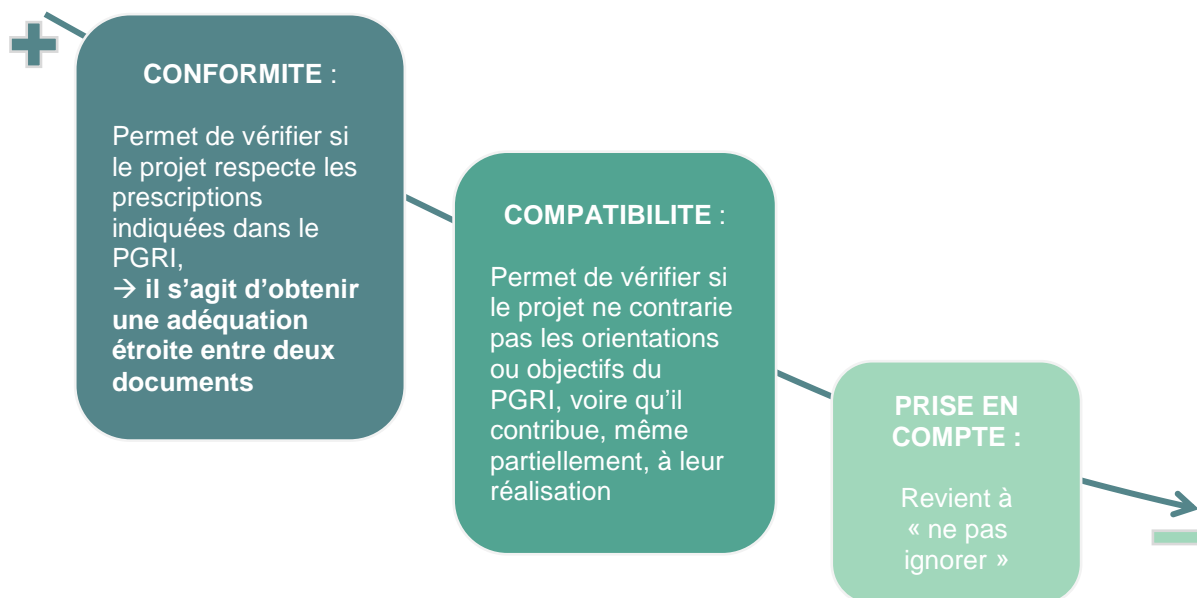 CONFORMITE :
Permet de vérifier si
le projet respecte les
prescriptions
indiquées dans le
PGRI,
→ il s’agit d’obtenir
une adéquation
étroite entre deux
documents
COMPATIBILITE :
Permet de vérifier si
le projet ne contrarie
pas les orientations
ou objectifs du
PGRI, voire qu’il
contribue, même
partiellement, à leur
réalisation
PRISE EN
COMPTE :
Revient à
« ne pas
ignorer »